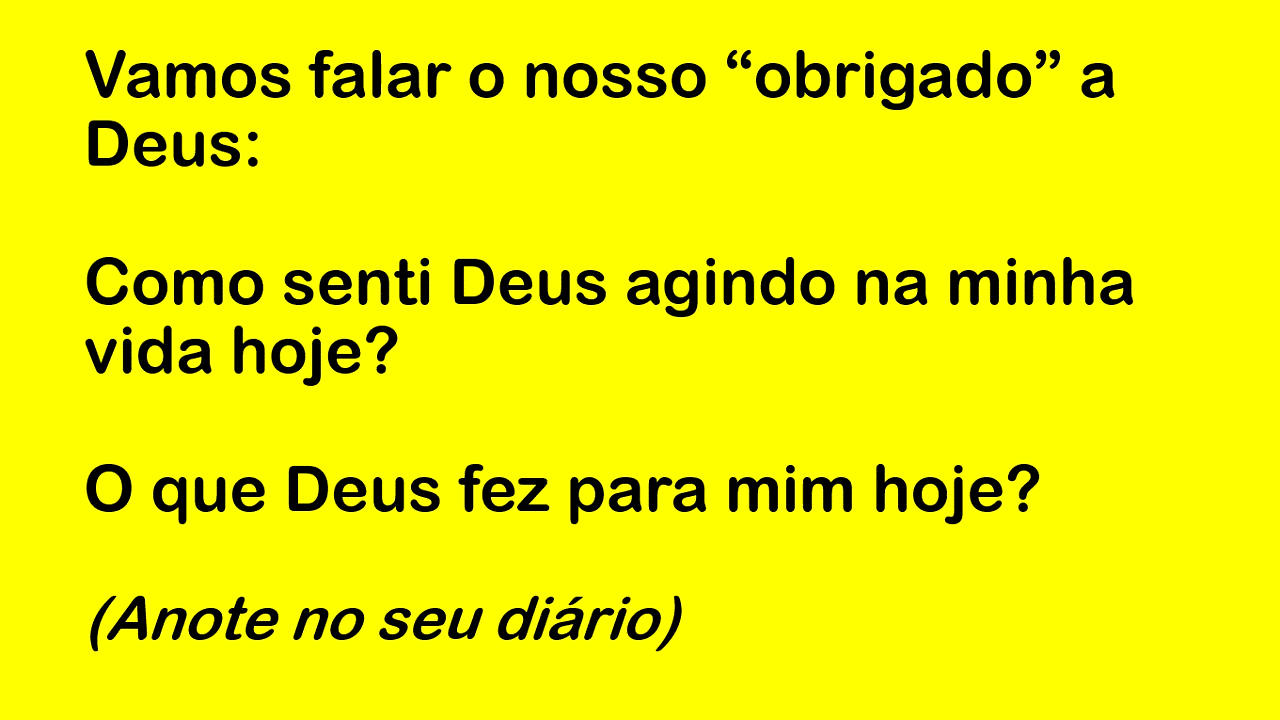 Vamos falar o nosso “obrigado” a
Deus:
Como senti Deus agindo na minha
vida hoje?
O que Deus fez para mim hoje?
(Anote no seu diário)